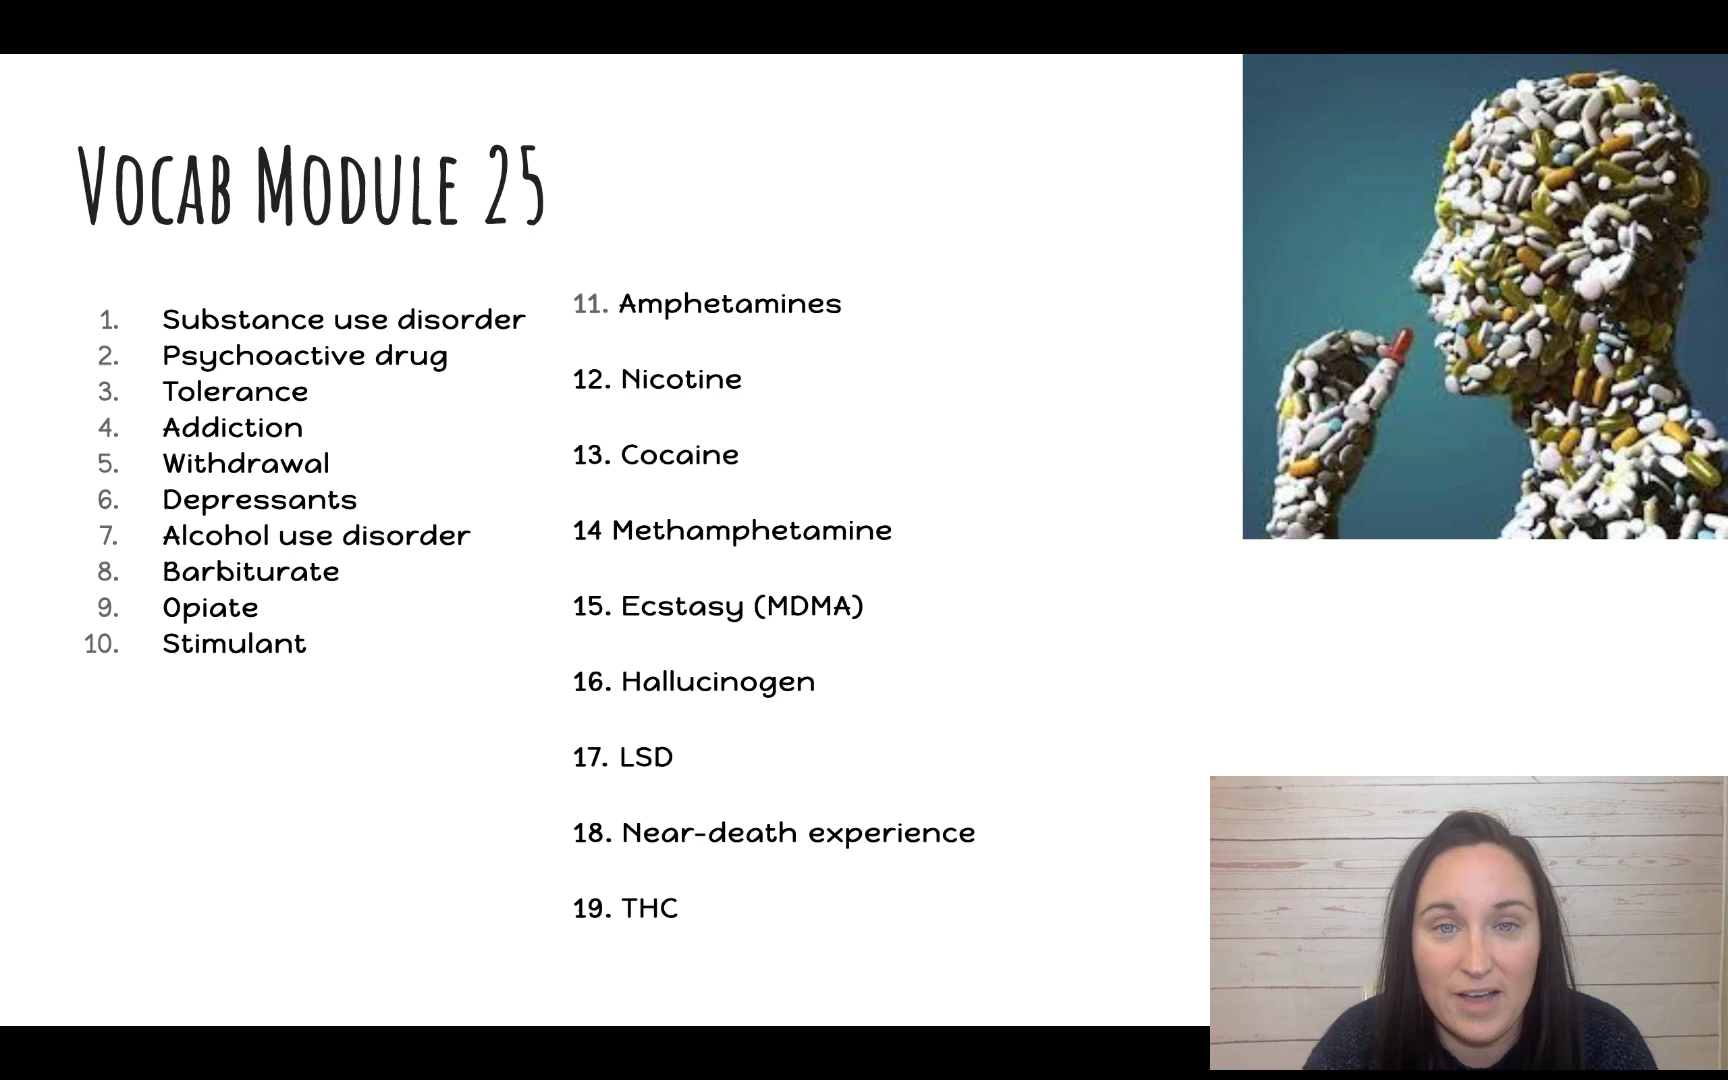 Vocab Module 25
1. Substance use disorder
2. Psychoactive drug
3. Tolerance
4. Addiction
5. Withdrawal
6. Depressants
7. Alcohol use disorder
8. Barbiturate
9. Opiate
10. Stimulant
11. Amphetamines
12. Nicotine
13. Cocaine
14 Methamphetamine
15. Ecstasy (MDMA)
16. Hallucinogen
17. LSD
18. Near-death experience
19. THC